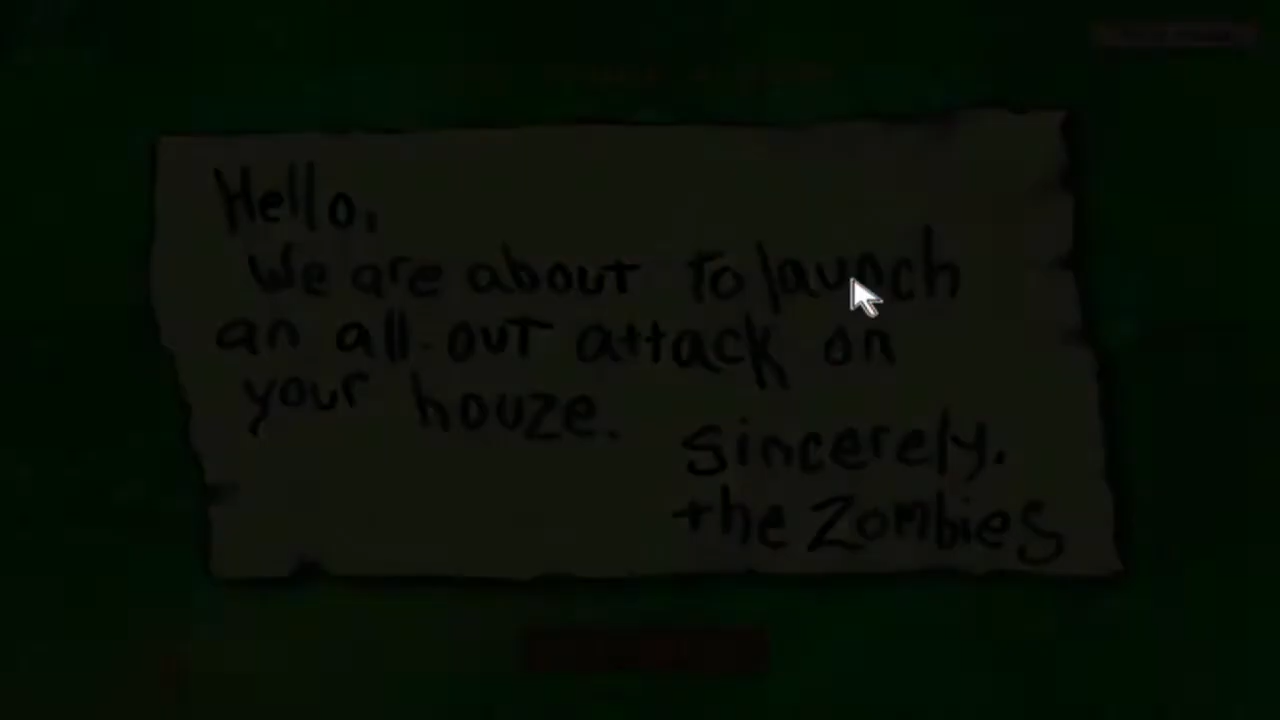 Hello,
We are about to launch
an all-out attack on
your houze.
Sincerely,
the Zombies